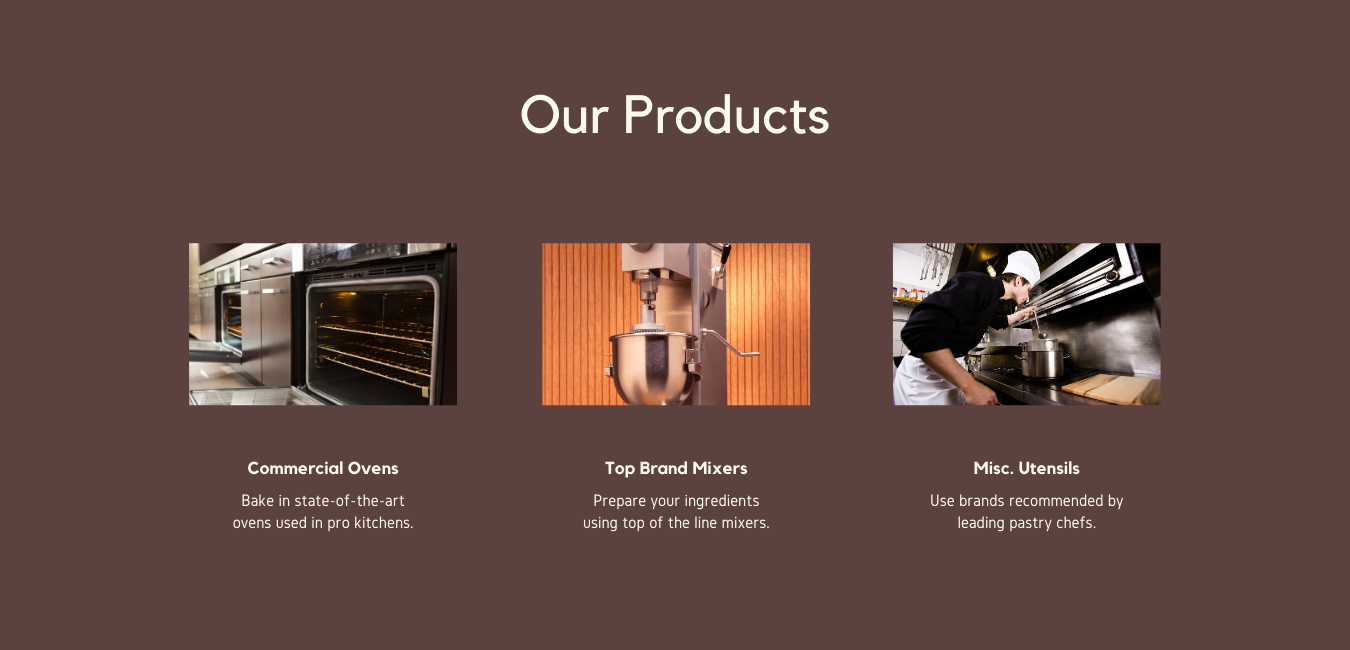 Our Products
Commercial Ovens
Bake in state-of-the-art
ovens used in pro kitchens.
Top Brand Mixers
Prepare your ingredients
using top of the line mixers.
Misc. Utensils
Use brands recommended by
leading pastry chefs.